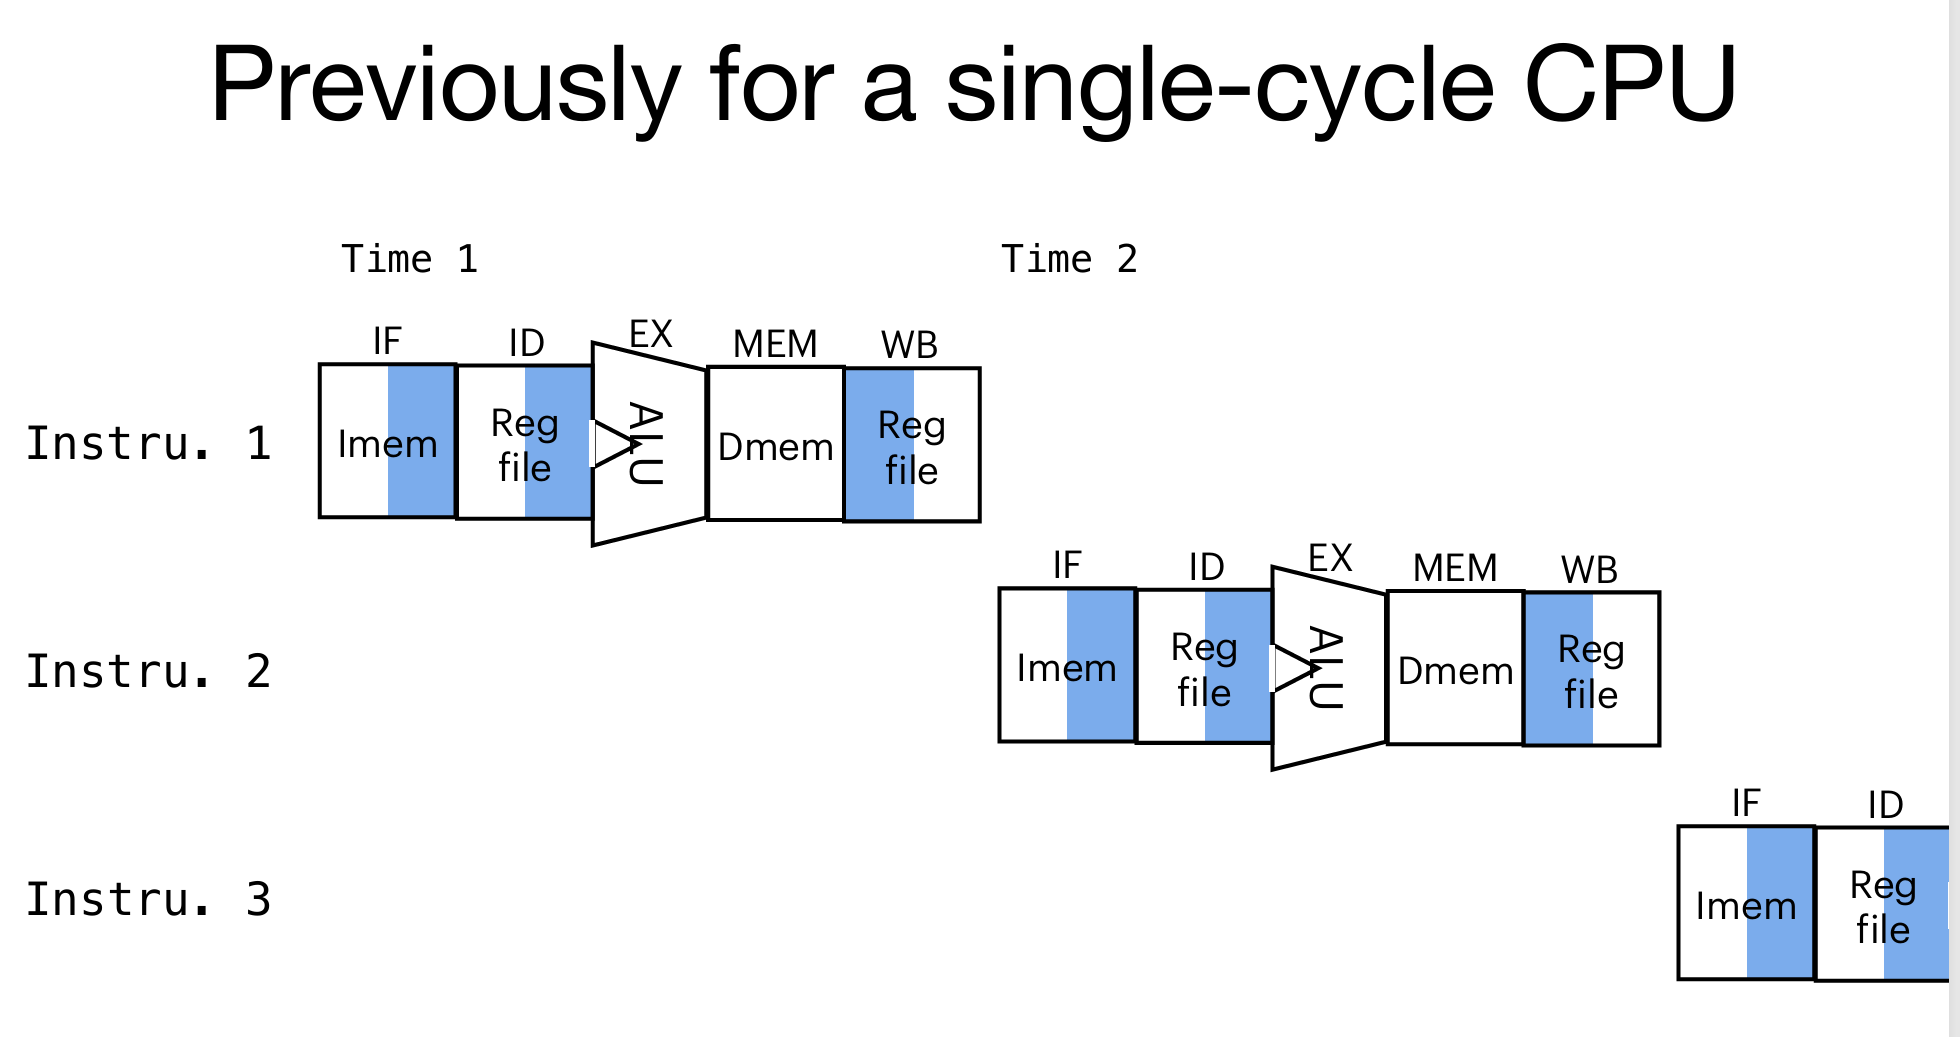 Previously for a single-cycle CPU
Time 1
Time 2
IF
ID
EX
MEM
WB
Instru. 1
Imem
Reg
file
ALU
Dmem
Reg
file
IF
ID
EX
MEM
WB
Instru. 2
Imem
Reg
file
ALU
Dmem
Reg
file
IF
ID
Instru. 3
Imem
Reg
file